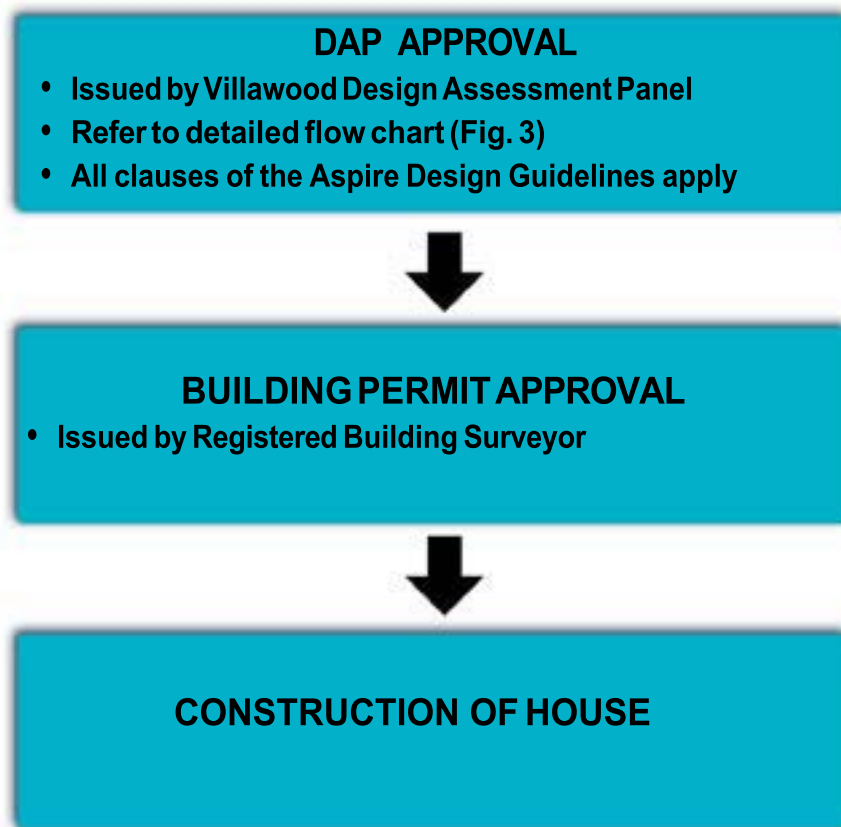 DAP APPROVAL
• Issued by Villawood Design Assessment Panel
• Refer to detailed flow chart (Fig. 3)
• All clauses of the Aspire Design Guidelines apply
BUILDING PERMIT APPROVAL
• Issued by Registered Building Surveyor
CONSTRUCTION OF HOUSE